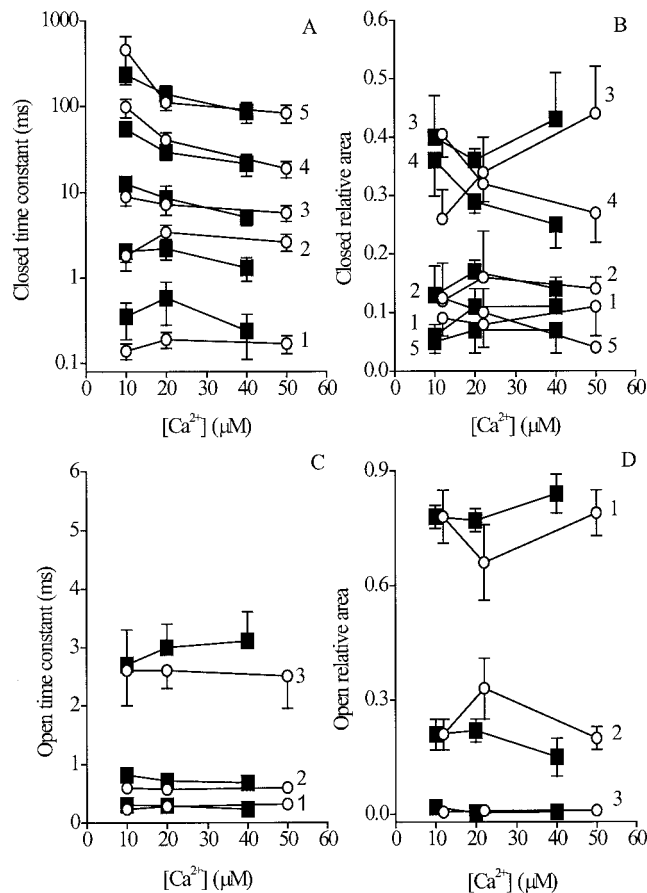 A
Closed time constant (ms)
1000
100
10
1
0.1
5
4
3
2
1
0 10 20 30 40 50 60
[Ca²⁺] (μM)
B
Closed relative area
0.6
0.5
0.4
0.3
0.2
0.1
0.0
3
4
2
1
5
3
4
2
1
5
0 10 20 30 40 50 60
[Ca²⁺] (μM)
C
Open time constant (ms)
6
5
4
3
2
1
0
3
2
1
0 10 20 30 40 50 60
[Ca²⁺] (μM)
D
Open relative area
0.9
0.6
0.3
0.0
1
2
3
0 10 20 30 40 50 60
[Ca²⁺] (μM)